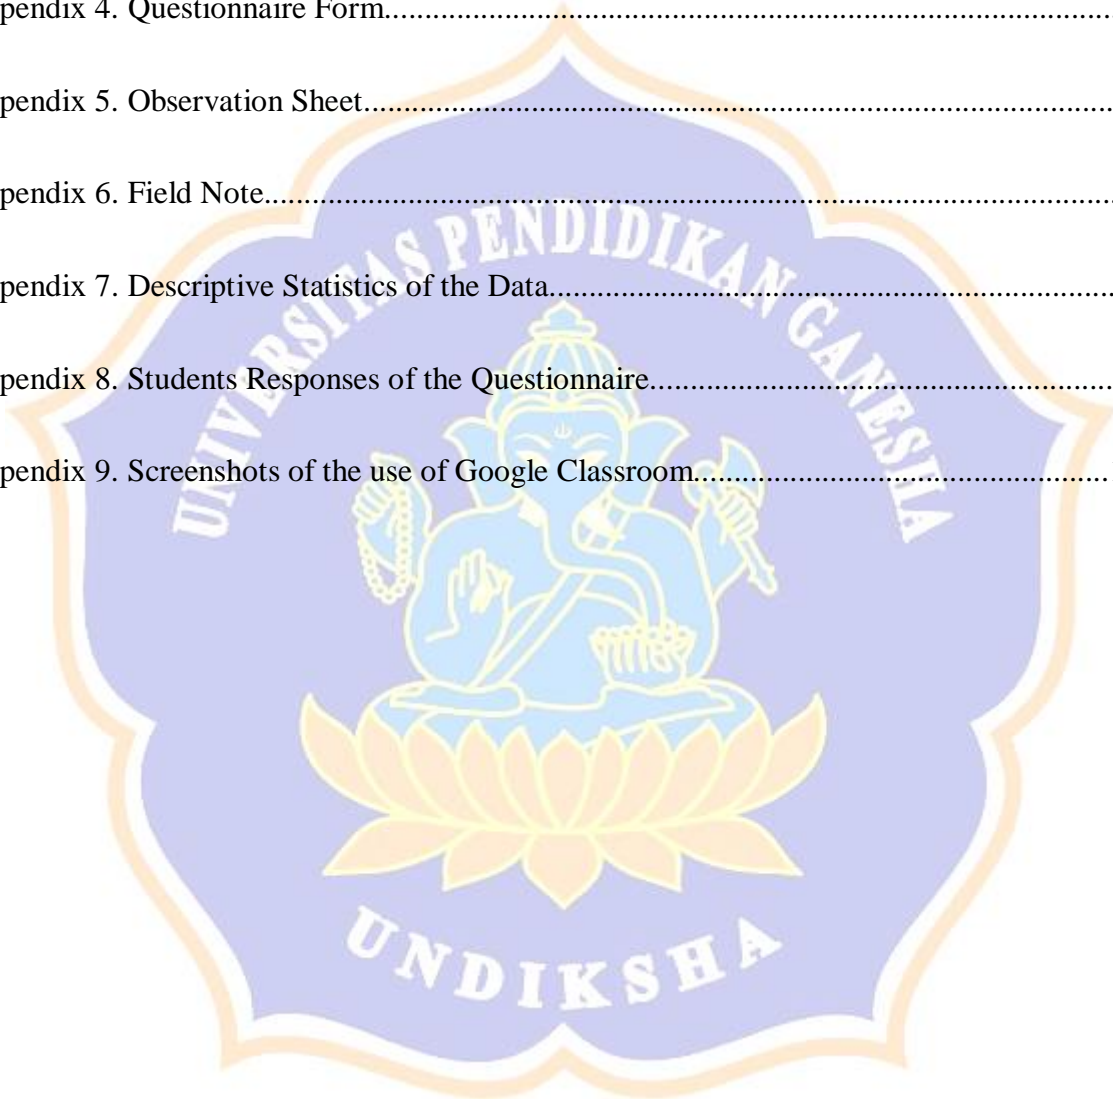 pendix 4. Questionnaire Form....................................................................................................
pendix 5. Observation Sheet....................................................................................................
pendix 6. Field Note....................................................................................................
pendix 7. Descriptive Statistics of the Data....................................................................................................
pendix 8. Students Responses of the Questionnaire....................................................................................................
pendix 9. Screenshots of the use of Google Classroom....................................................................................................
UNIVERSITAS PENDIDIKAN GANESHA
UNDIKSHA